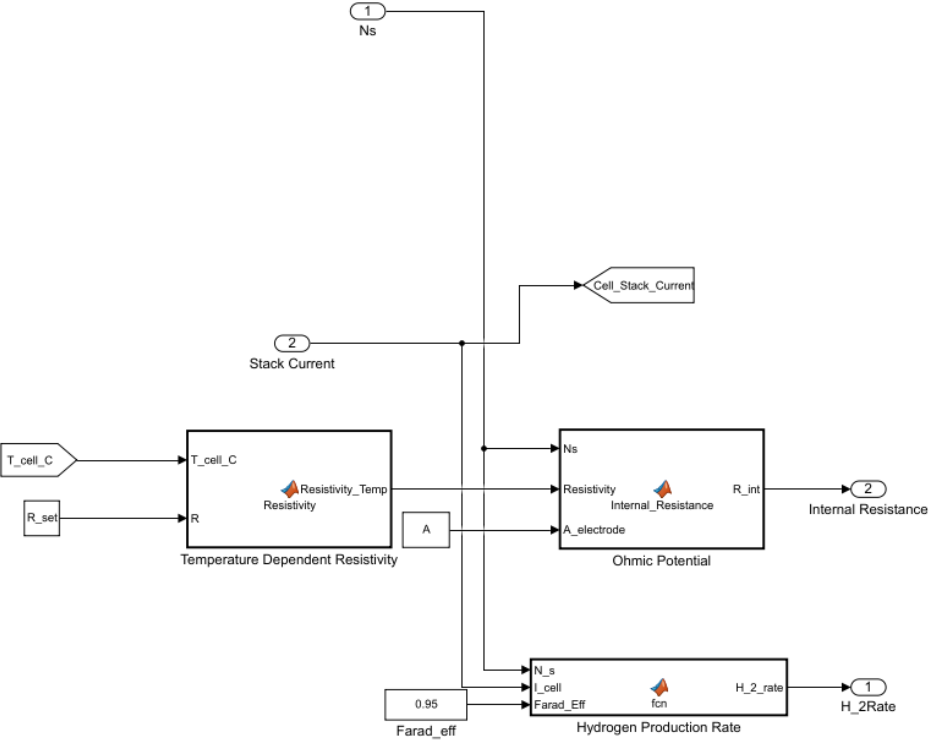 1
Ns
Cell_Stack_Current
2
Stack Current
T_cell_C
T_cell_C
Resistivity_Temp
Resistivity
R_set
R
Temperature Dependent Resistivity
Ns
Resistivity
Internal_Resistance
R_int
A
A_electrode
Ohmic Potential
2
Internal Resistance
N_s
I_cell
Farad_Eff
fcn
H_2_rate
Hydrogen Production Rate
0.95
Farad_eff
1
H_2Rate